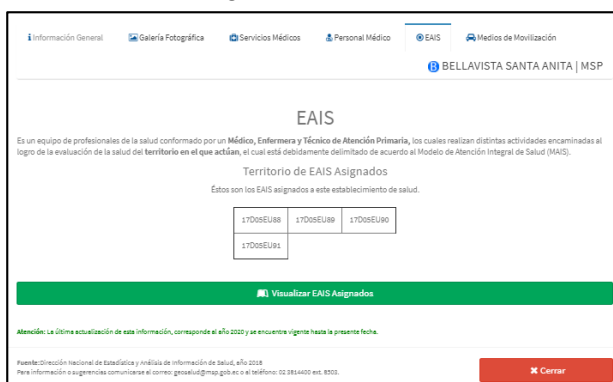 Información General Galería Fotográfica Servicios Médicos Personal Médico EAIS Medios de Movilización
B BELLAVISTA SANTA ANITA | MSP
EAIS
Es un equipo de profesionales de la salud conformado por un Médico, Enfermera y Técnico de Atención Primaria, los cuales realizan distintas actividades encaminadas al
logro de la evaluación de la salud del territorio en el que actúan, el cual está debidamente delimitado de acuerdo al Modelo de Atención Integral de Salud (MAIS).
Territorio de EAIS Asignados
Éstos son los EAIS asignados a este establecimiento de salud.
17D05EU88 17D05EU89 17D05EU90
17D05EU91
Visualizar EAIS Asignados
Atención: La última actualización de esta información, corresponde al año 2020 y se encuentra vigente hasta la presente fecha.
Fuente: Dirección Nacional de Estadística y Análisis de Información de Salud, año 2018
Para información o sugerencias comunicarse al correo: geosalud@msp.gob.ec o al teléfono: 02 3814400 ext. 8503.
Cerrar